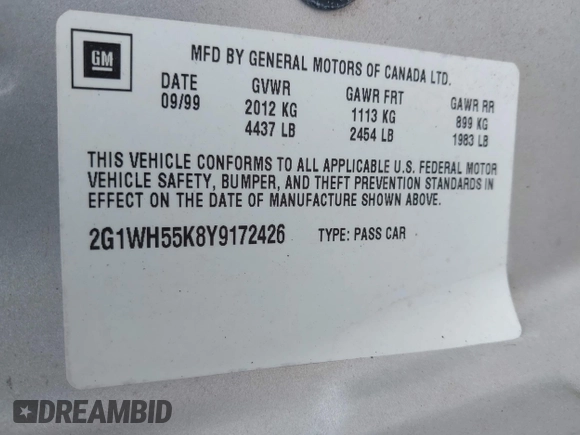 GM
MFD BY GENERAL MOTORS OF CANADA LTD.
DATE GVWR GAWR FRT GAWR RR
09/99 2012 KG 1113 KG 899 KG
4437 LB 2454 LB 1983 LB
THIS VEHICLE CONFORMS TO ALL APPLICABLE U.S. FEDERAL MOTOR
VEHICLE SAFETY, BUMPER, AND THEFT PREVENTION STANDARDS IN
EFFECT ON THE DATE OF MANUFACTURE SHOWN ABOVE.
2G1WH55K8Y9172426 TYPE: PASS CAR
DREAMBID